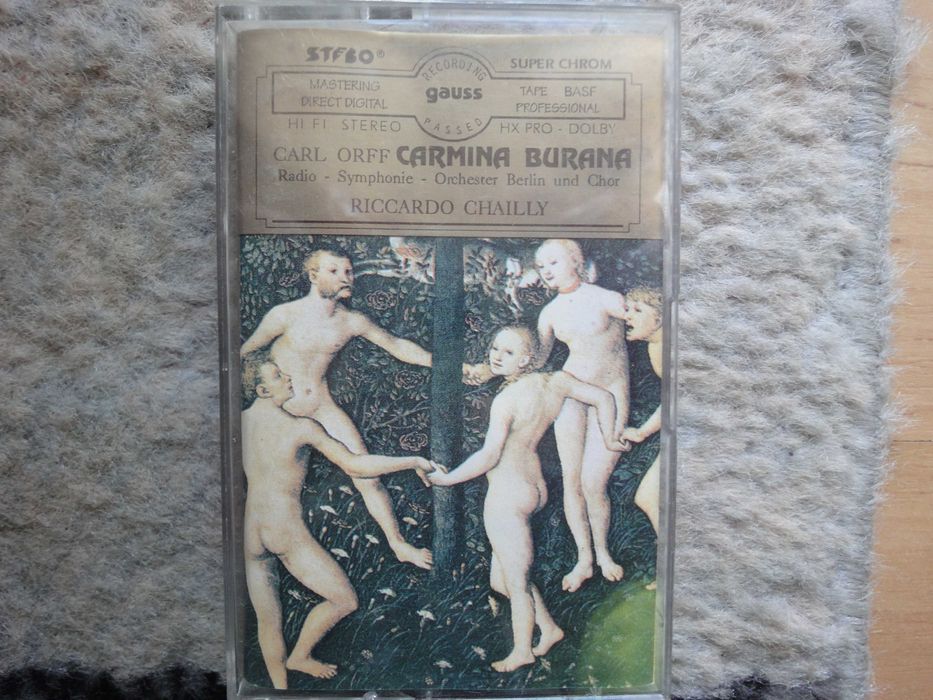 STEBO®
RECORDING
gauss
PASSED
SUPER CHROM
MASTERING
DIRECT DIGITAL
TAPE BASF
PROFESSIONAL
HI FI STEREO
HX PRO - DOLBY
CARL ORFF CARMINA BURANA
Radio - Symphonie - Orchester Berlin und Chor
RICCARDO CHAILLY